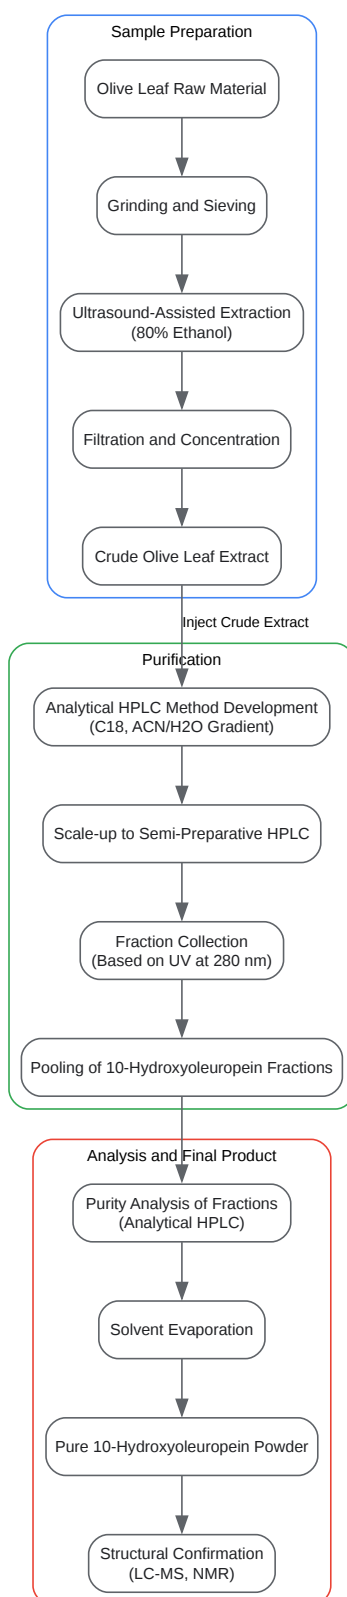 Sample Preparation
Olive Leaf Raw Material
Grinding and Sieving
Ultrasound-Assisted Extraction
(80% Ethanol)
Filtration and Concentration
Crude Olive Leaf Extract
Inject Crude Extract
Purification
Analytical HPLC Method Development
(C18, ACN/H2O Gradient)
Scale-up to Semi-Preparative HPLC
Fraction Collection
(Based on UV at 280 nm)
Pooling of 10-Hydroxyoleuropein Fractions
Analysis and Final Product
Purity Analysis of Fractions
(Analytical HPLC)
Solvent Evaporation
Pure 10-Hydroxyoleuropein Powder
Structural Confirmation
(LC-MS, NMR)